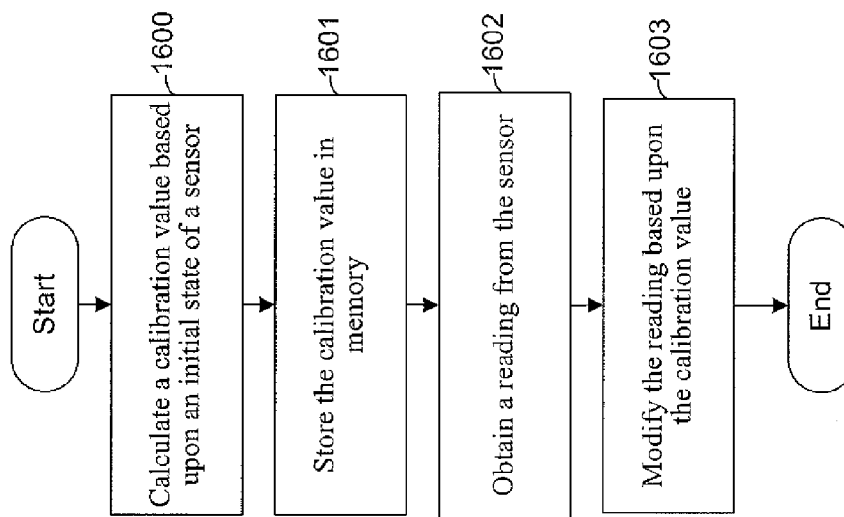 Start
1600
Calculate a calibration value based
upon an initial state of a sensor
1601
Store the calibration value in
memory
1602
Obtain a reading from the sensor
1603
Modify the reading based upon
the calibration value
End